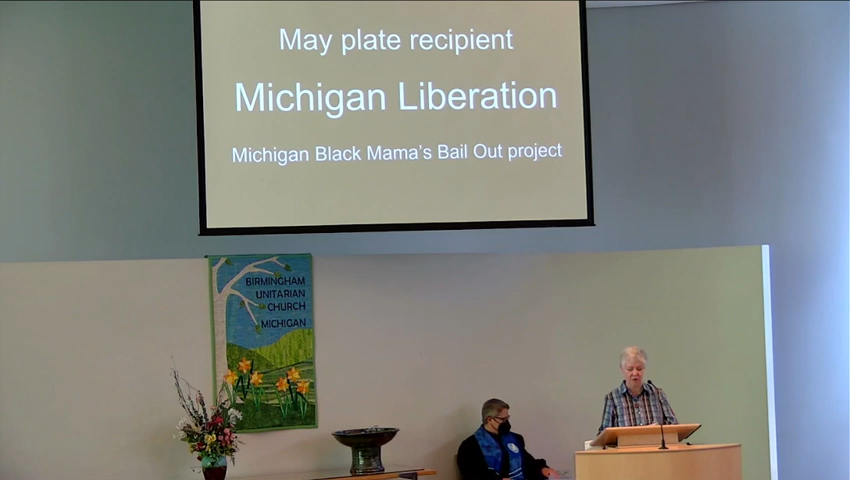 May plate recipient
Michigan Liberation
Michigan Black Mama's Bail Out project
BIRMINGHAM
UNITARIAN
CHURCH
MICHIGAN